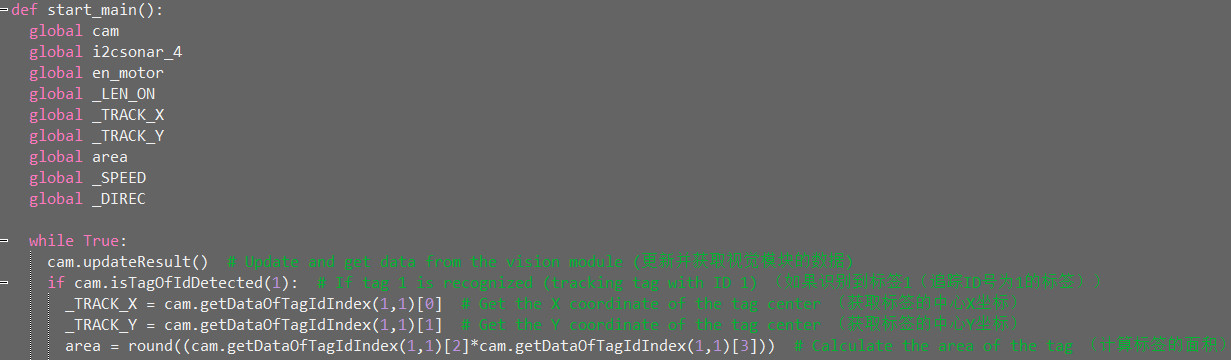 def start_main():
global cam
global i2csonar_4
global en_motor
global _LEN_ON
global _TRACK_X
global _TRACK_Y
global area
global _SPEED
global _DIREC
while True:
cam.updateResult()  # Update and get data from the vision module (更新并获取视觉模块的数据)
if cam.isTagOfIdDetected(1):  # If tag 1 is recognized (tracking tag with ID 1) （如果识别到标签1（追踪ID号为1的标签））
_TRACK_X = cam.getDataOfTagIdIndex(1,1)[0]  # Get the X coordinate of the tag center （获取标签地中心X坐标）
_TRACK_Y = cam.getDataOfTagIdIndex(1,1)[1]  # Get the Y coordinate of the tag center （获取标签的中心Y坐标）
area = round((cam.getDataOfTagIdIndex(1,1)[2]*cam.getDataOfTagIdIndex(1,1)[3]))  # Calculate the area of the tag （计算标签地面积